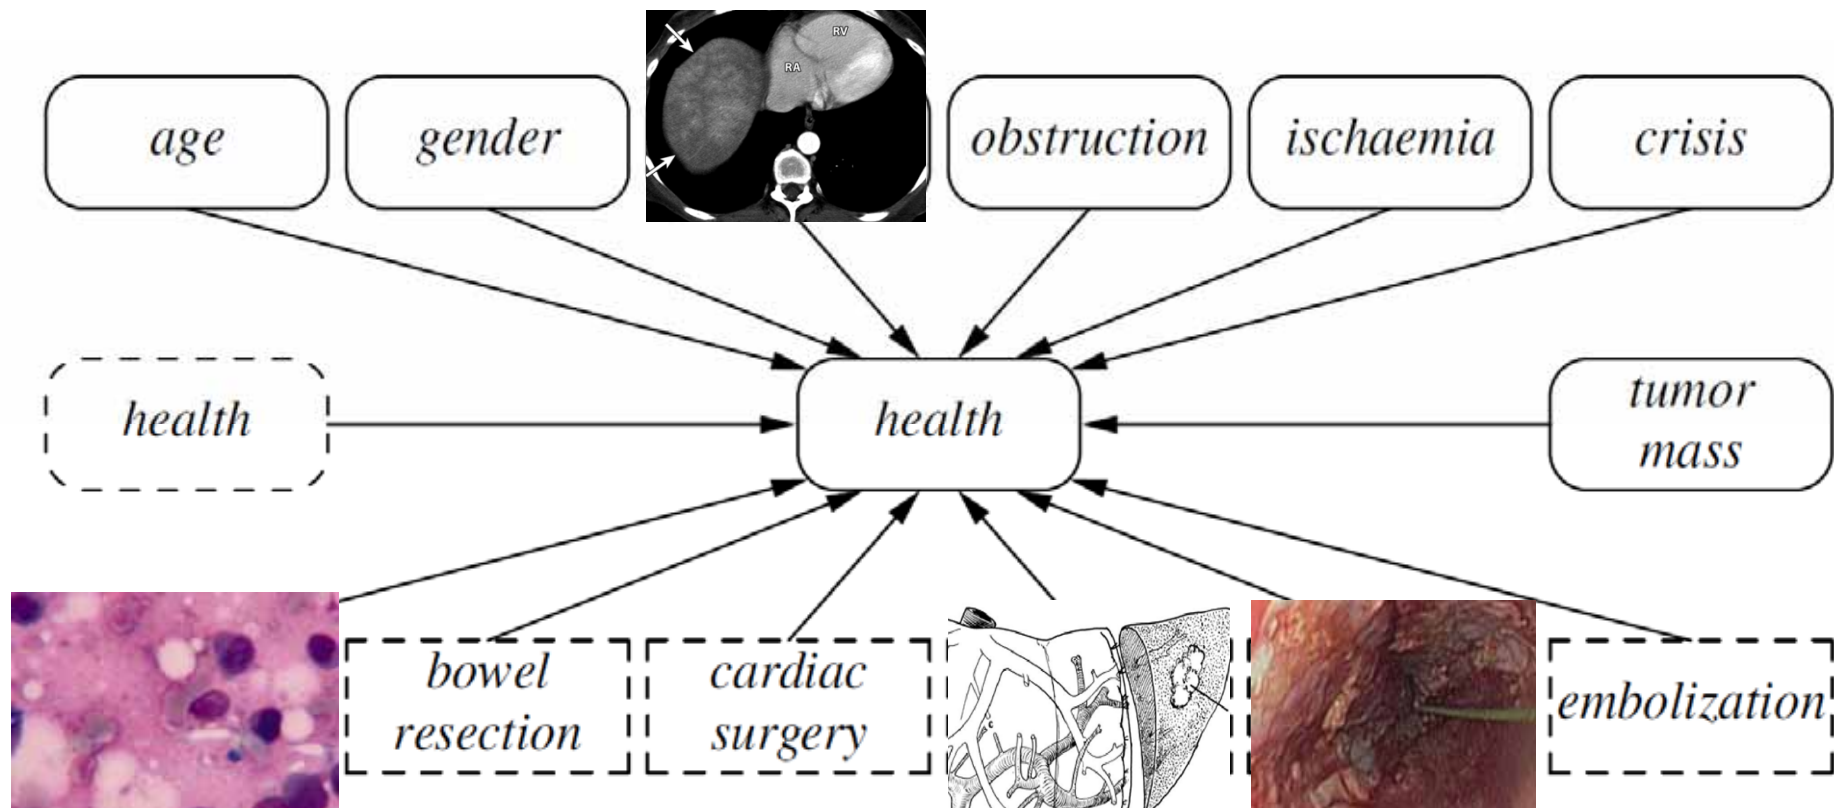 RV
RA
age
gender
obstruction
ischaemia
crisis
health
health
tumor
mass
bowel
resection
cardiac
surgery
embolization